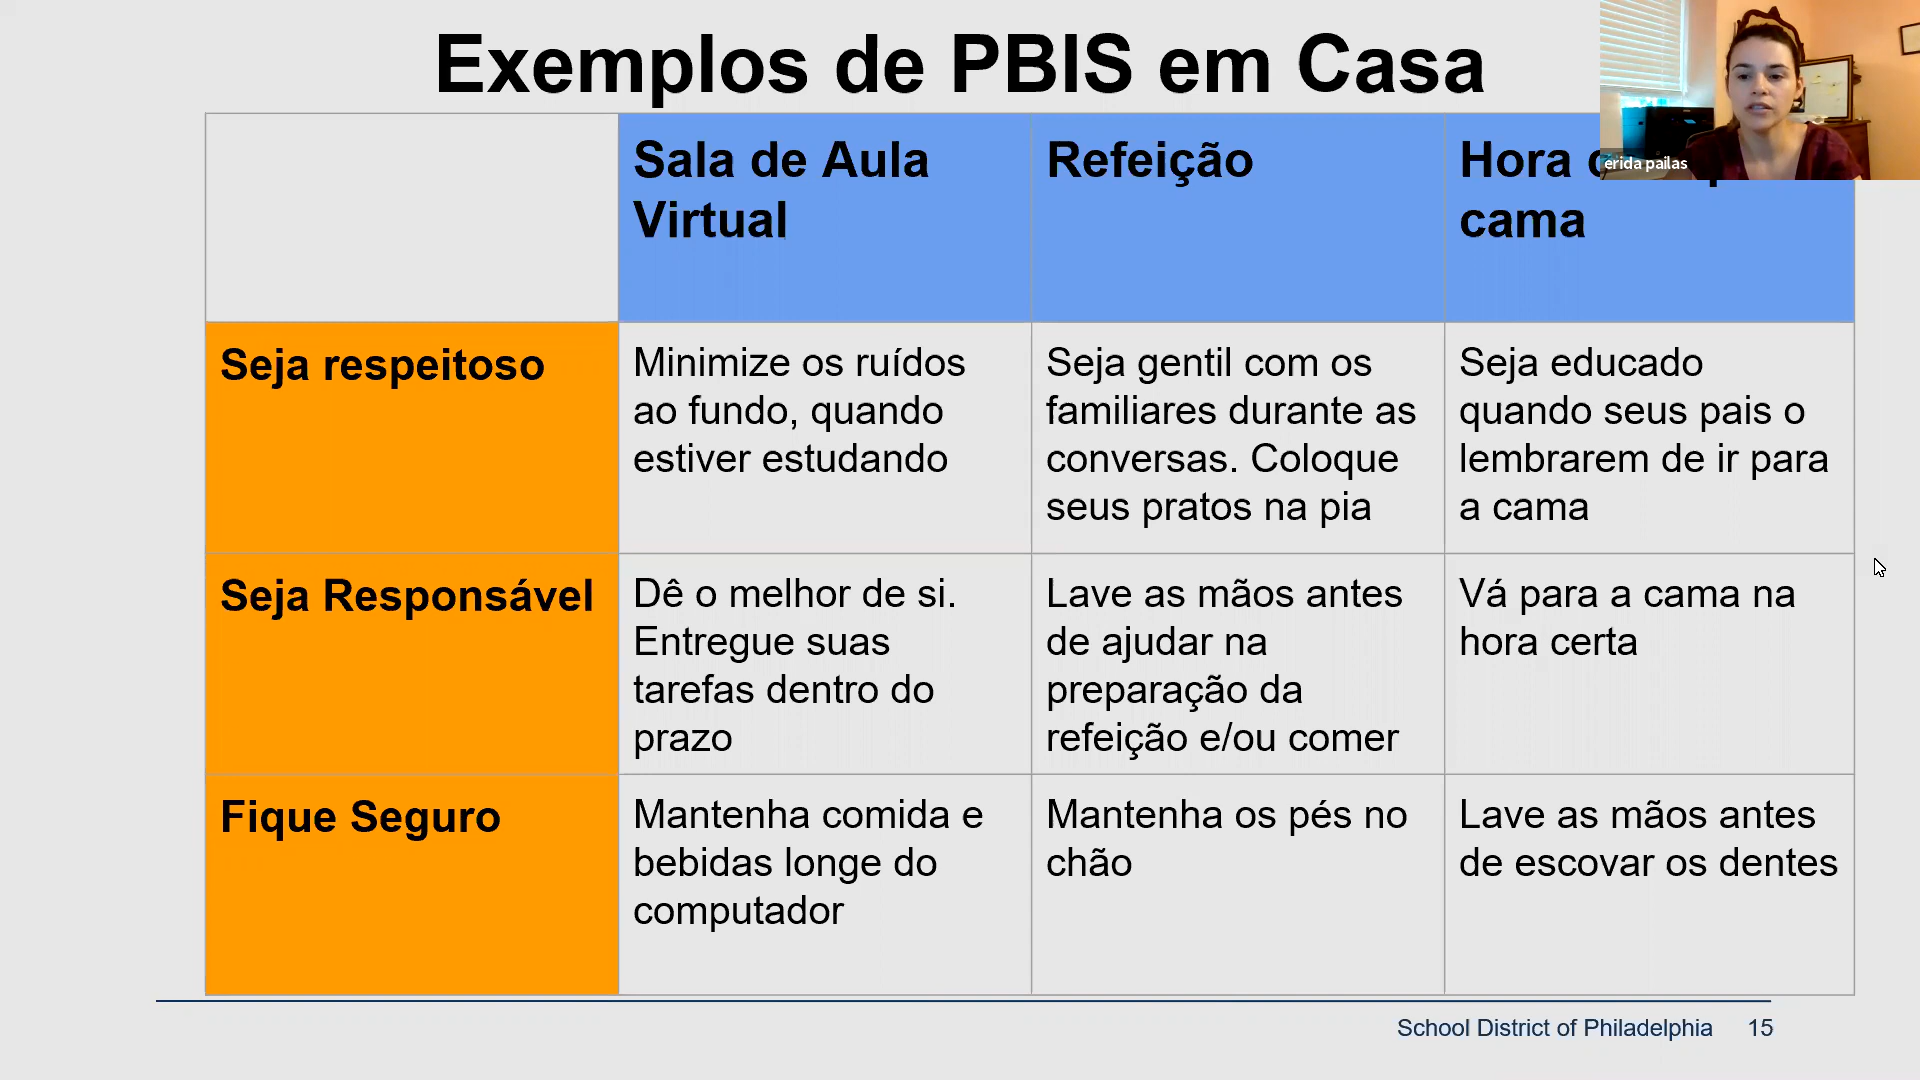 Exemplos de PBIS em Casa
erida pailas
Sala de Aula
Virtual
Refeição
Hora
cama
Seja respeitoso
Minimize os ruídos
ao fundo, quando
estiver estudando
Seja gentil com os
familiares durante as
conversas. Coloque
seus pratos na pia
Seja educado
quando seus pais o
lembrarem de ir para
a cama
Seja Responsável
Dê o melhor de si.
Entregue suas
tarefas dentro do
prazo
Lave as mãos antes
de ajudar na
preparação da
refeição e/ou comer
Vá para a cama na
hora certa
Fique Seguro
Mantenha comida e
bebidas longe do
computador
Mantenha os pés no
chão
Lave as mãos antes
de escovar os dentes
School District of Philadelphia 15